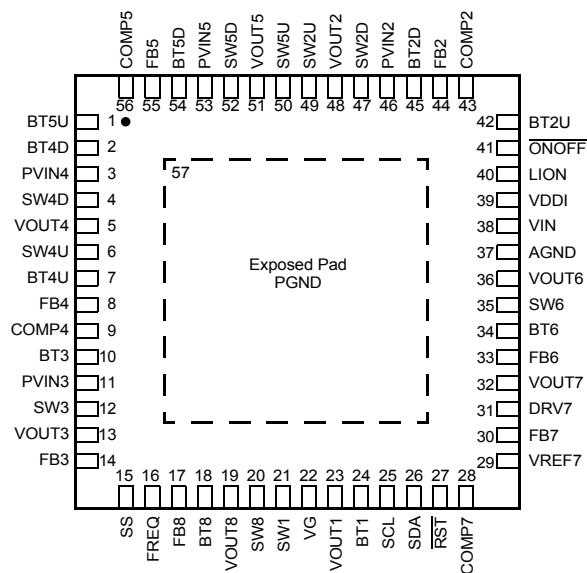 COMP5 FB5 BT5D PVIN5 SW5D VOUT5 SW5U SW2U VOUT2 SW2D PVIN2 BT2D FB2 COMP2
56 55 54 53 52 51 50 49 48 47 46 45 44 43
BT5U 1
BT4D 2
PVIN4 3
SW4D 4
VOUT4 5
SW4U 6
BT4U 7
FB4 8
COMP4 9
BT3 10
PVIN3 11
SW3 12
VOUT3 13
FB3 14
57
Exposed Pad
PGND
42 BT2U
41 ONOFF
40 LION
39 VDDI
38 VIN
37 AGND
36 VOUT6
35 SW6
34 BT6
33 FB6
32 VOUT7
31 DRV7
30 FB7
29 VREF7
15 16 17 18 19 20 21 22 23 24 25 26 27 28
SS FREQ FB8 BT8 VOUT8 SW8 SW1 VG VOUT1 BT1 SCL SDA RST COMP7